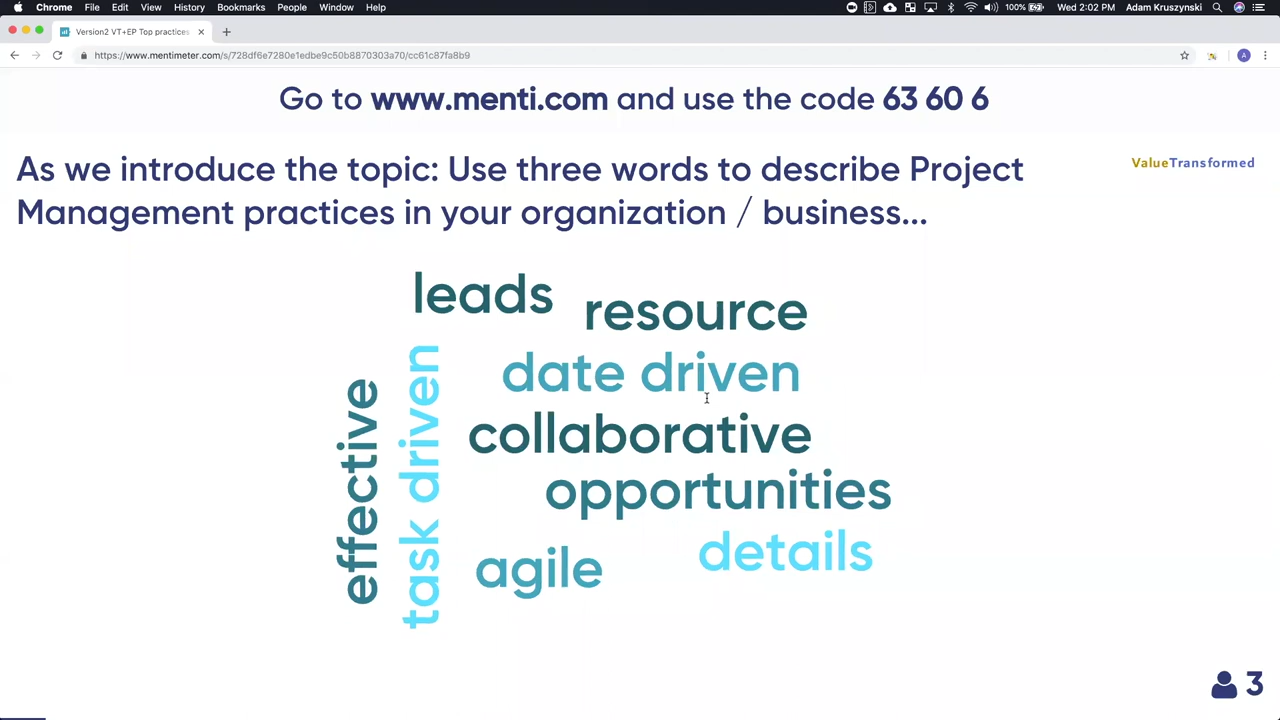 Chrome File Edit View History Bookmarks People Window Help 100% Wed 2:02 PM Adam Kruszynski
Version2 VT+EP Top practices
https://www.mentimeter.com/s/728df6e7280e1edbe9c50b8870303a70/cc61c87fa8b9
A
Go to www.menti.com and use the code 63 60 6
As we introduce the topic: Use three words to describe Project
Management practices in your organization / business...
ValueTransformed
leads
resource
date driven
effective
task driven
collaborative
opportunities
details
agile
3